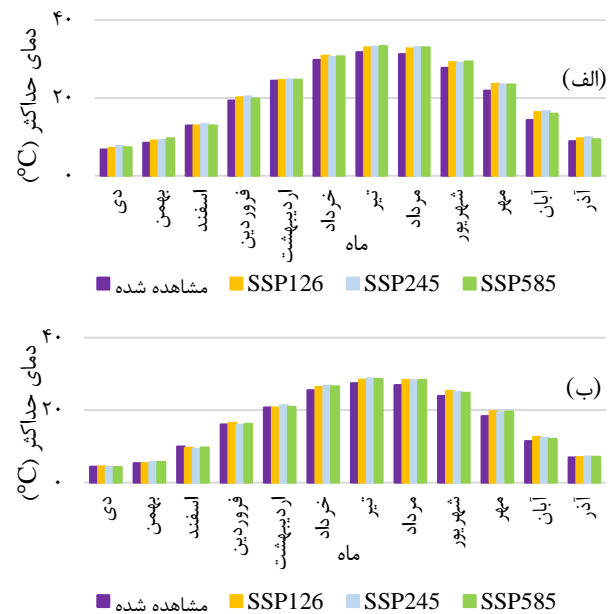 دمای حداکثر (°C)
۴۰
۲۰
۰
(الف)
دی بهمن اسفند فروردین اردیبهشت خرداد تیر مرداد شهریور مهر آبان آذر
ماه
مشاهده شده SSP126 SSP245 SSP585
دمای حداکثر (°C)
۴۰
۲۰
۰
(ب)
دی بهمن اسفند فروردین اردیبهشت خرداد تیر مرداد شهریور مهر آبان آذر
ماه
مشاهده شده SSP126 SSP245 SSP585